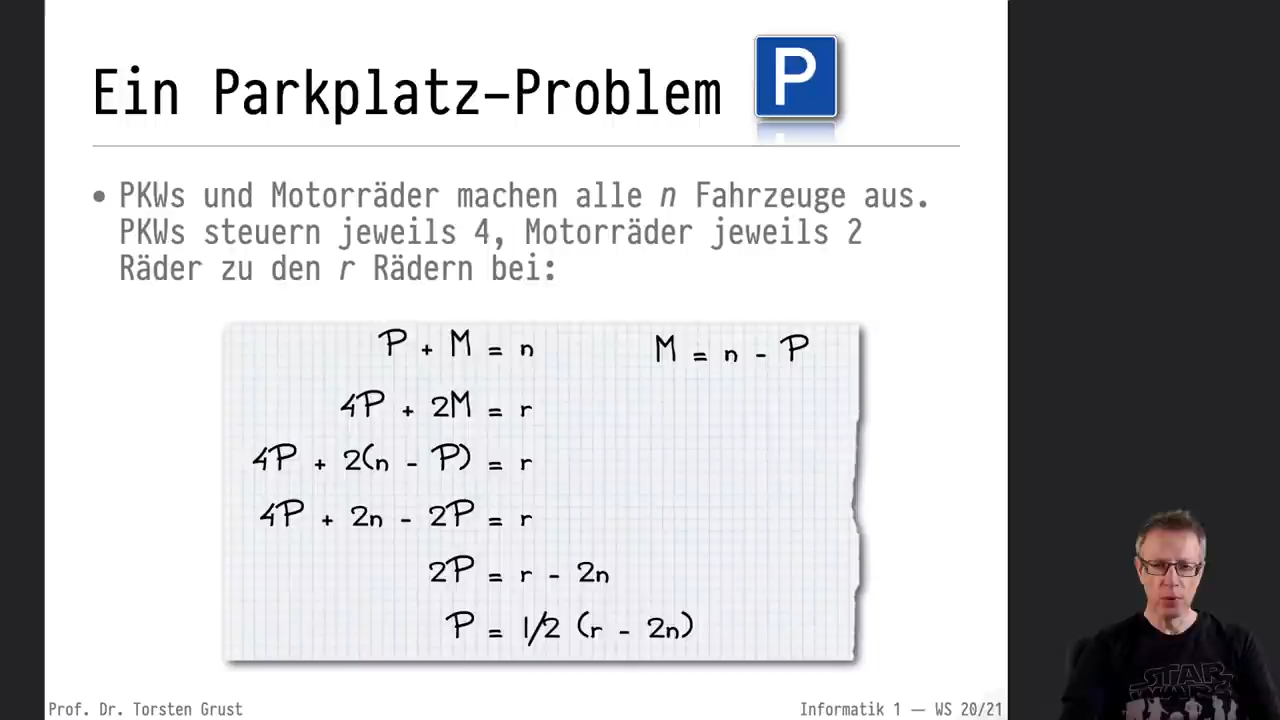 Ein Parkplatz-Problem P
• PKWs und Motorräder machen alle n Fahrzeuge aus.
PKWs steuern jeweils 4, Motorräder jeweils 2
Räder zu den r Rädern bei:
P + M = n M = n - P
4P + 2M = r
4P + 2(n - P) = r
4P + 2n - 2P = r
2P = r - 2n
P = 1/2 (r - 2n)
STAR
WARS
Prof. Dr. Torsten Grust Informatik 1 — WS 20/21